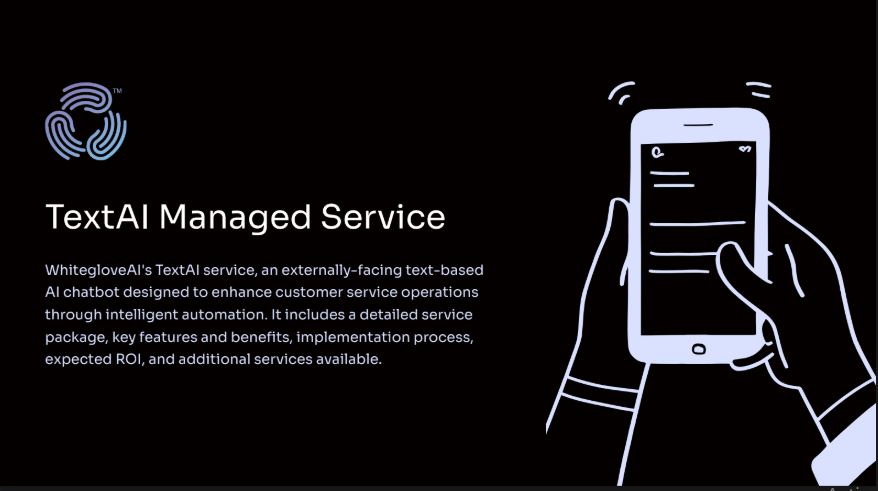 TM
TextAI Managed Service
WhitegloveAI's TextAI service, an externally-facing text-based
AI chatbot designed to enhance customer service operations
through intelligent automation. It includes a detailed service
package, key features and benefits, implementation process,
expected ROI, and additional services available.